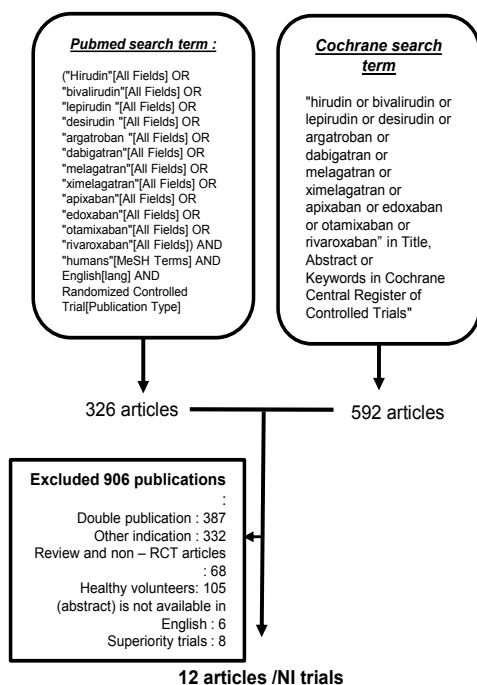 Pubmed search term :
("Hirudin"[All Fields] OR
"bivalirudin"[All Fields] OR
"lepirudin "[All Fields] OR
"desirudin "[All Fields] OR
"argatroban "[All Fields] OR
"dabigatran"[All Fields] OR
"melagatran"[All Fields] OR
"ximelagatran"[All Fields] OR
"apixaban"[All Fields] OR
"edoxaban"[All Fields] OR
"otamixaban"[All Fields] OR
"rivaroxaban"[All Fields]) AND
"humans"[MeSH Terms] AND
English[lang] AND
Randomized Controlled
Trial[Publication Type]
Cochrane search
term
"hirudin or bivalirudin or
lepirudin or desirudin or
argatroban or
dabigatran or
melagatran or
ximelagatran or
apixaban or edoxaban
or otamixaban or
rivaroxaban” in Title,
Abstract or
Keywords in Cochrane
Central Register of
Controlled Trials"
326 articles
592 articles
Excluded 906 publications
:
Double publication : 387
Other indication : 332
Review and non – RCT articles
: 68
Healthy volunteers: 105
(abstract) is not available in
English : 6
Superiority trials : 8
12 articles /NI trials